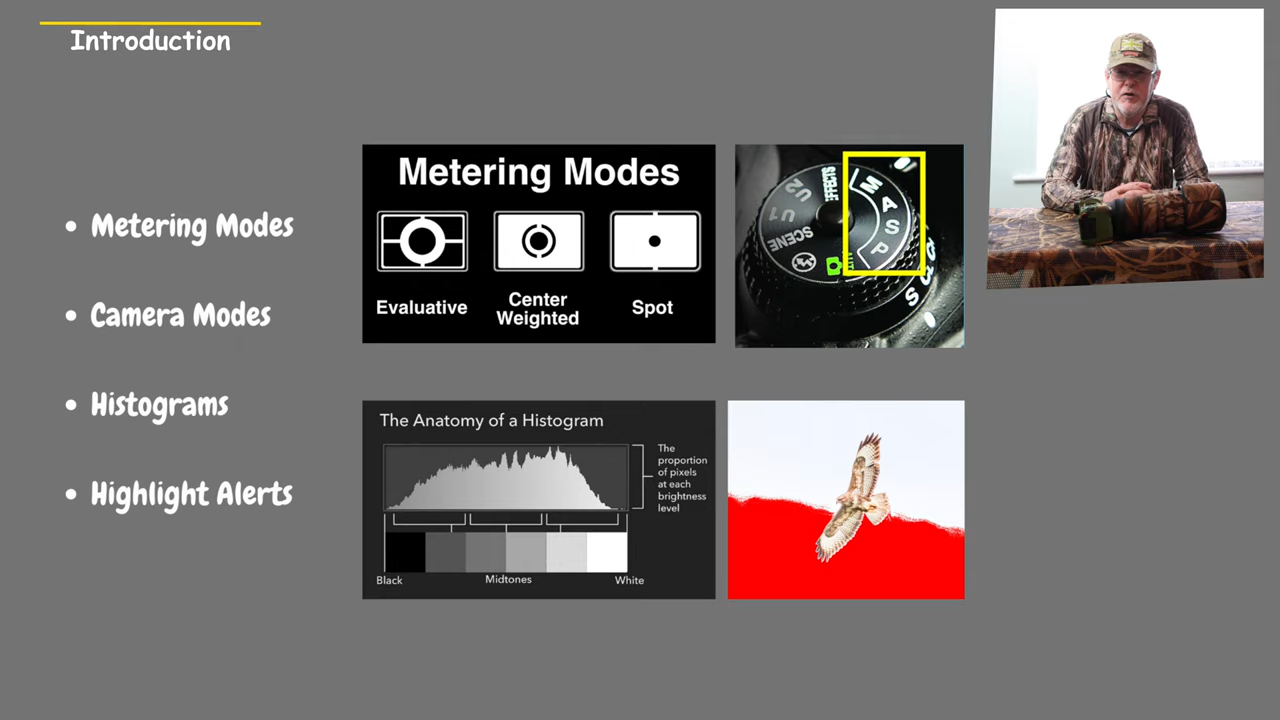 Introduction
• Metering Modes
• Camera Modes
• Histograms
• Highlight Alerts
Metering Modes
Evaluative
Center
Weighted
Spot
EFFECTS
U2
U1
SCENE
M
A
S
P
The Anatomy of a Histogram
The
proportion
of pixels
at each
brightness
level
Black
Midtones
White